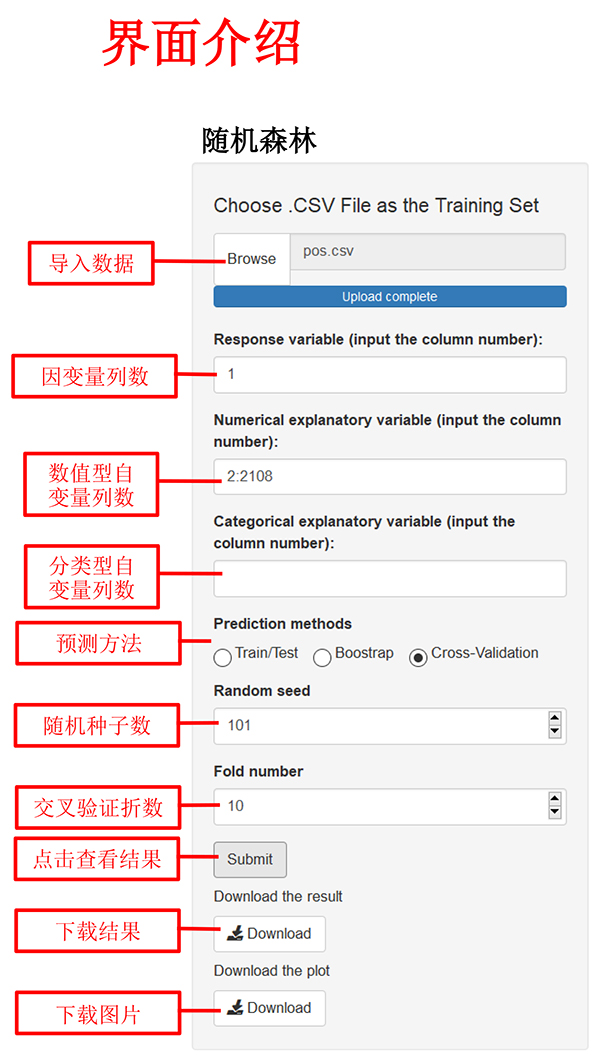 界面介绍
随机森林
Choose .CSV File as the Training Set
导入数据
Browse
pos.csv
Upload complete
Response variable (input the column number):
因变量列数
1
Numerical explanatory variable (input the column
number):
数值型自
变量列数
2:2108
Categorical explanatory variable (input the
column number):
分类型自
变量列数
Prediction methods
预测方法
Train/Test
Boostrap
Cross-Validation
Random seed
随机种子数
101
Fold number
交叉验证折数
10
点击查看结果
Submit
Download the result
下载结果
Download
Download the plot
下载图片
Download